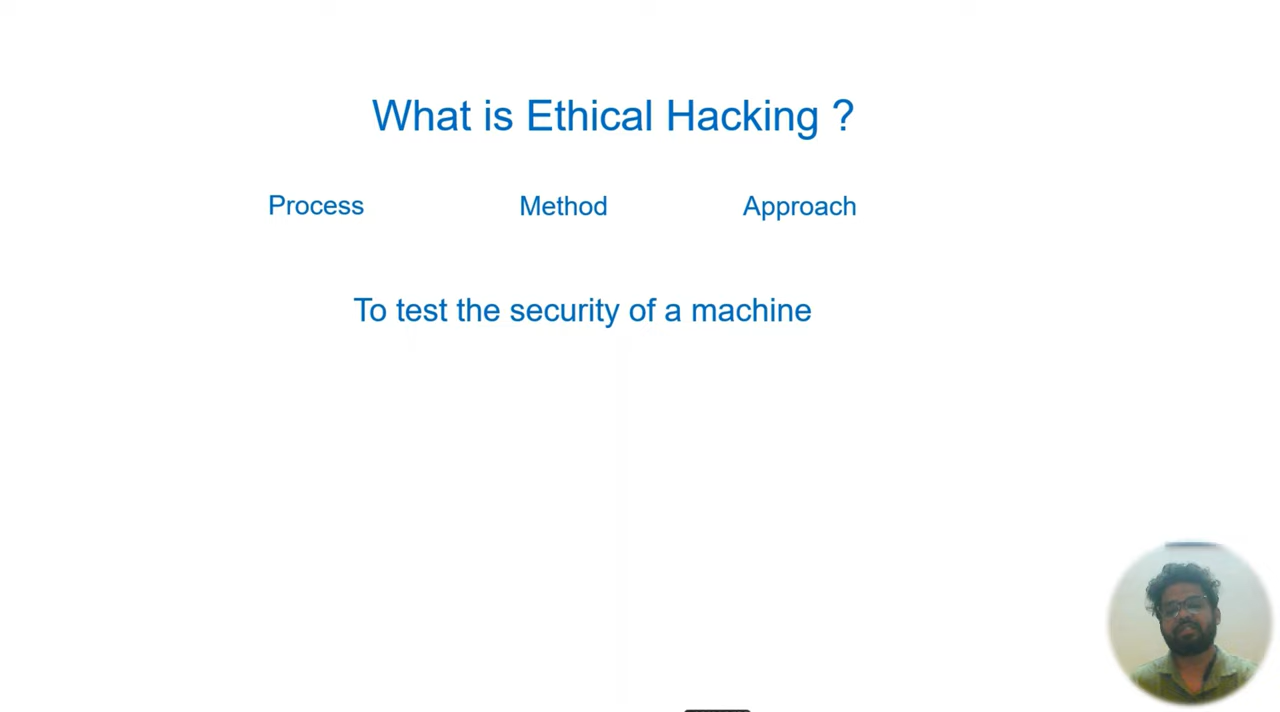 What is Ethical Hacking ?
Process Method Approach
To test the security of a machine